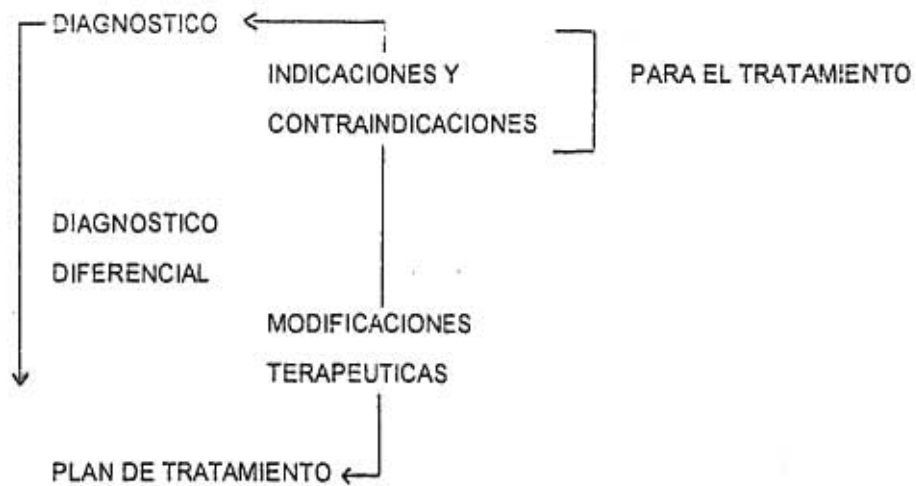 DIAGNOSTICO
INDICACIONES Y
CONTRAINDICACIONES
PARA EL TRATAMIENTO
DIAGNOSTICO
DIFERENCIAL
MODIFICACIONES
TERAPEUTICAS
PLAN DE TRATAMIENTO